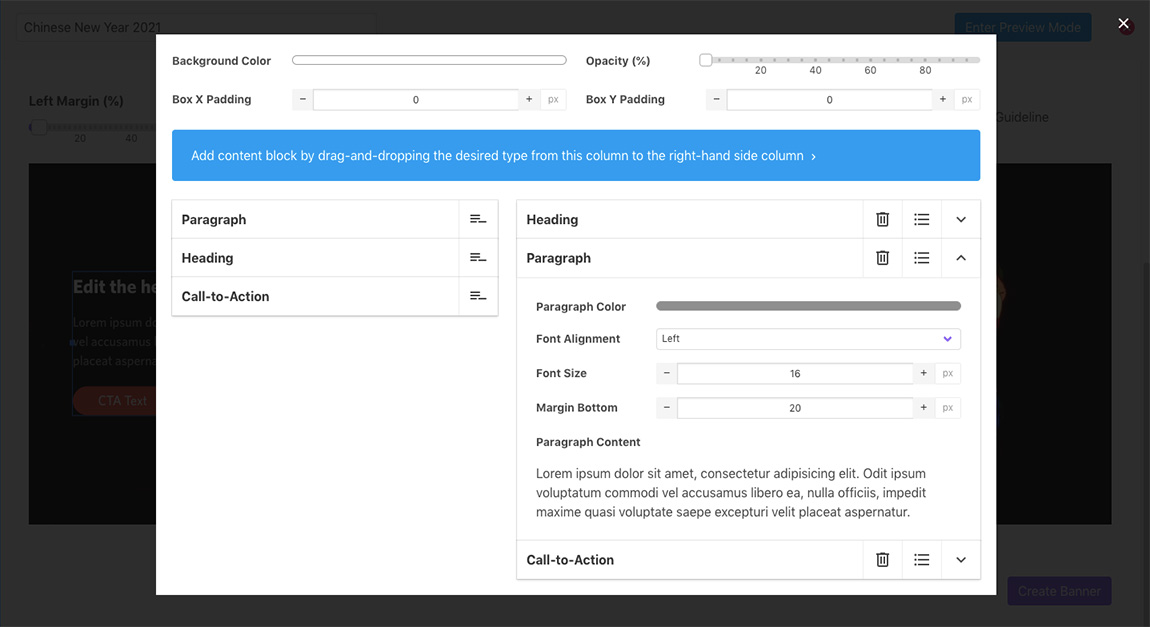 Chinese New Year 2021
Enter Preview Mode
Background Color
Opacity (%)
20 40 60 80
Box X Padding
− 0 + px
Box Y Padding
− 0 + px
Left Margin (%)
20 40
Guideline
Add content block by drag-and-dropping the desired type from this column to the right-hand side column ›
Paragraph
Heading
Call-to-Action
Heading
Paragraph
Paragraph Color
Font Alignment
Left
Font Size
− 16 + px
Margin Bottom
− 20 + px
Paragraph Content
Lorem ipsum dolor sit amet, consectetur adipisicing elit. Odit ipsum
voluptatum commodi vel accusamus libero ea, nulla officiis, impedit
maxime quasi voluptate saepe excepturi velit placeat aspernatur.
Call-to-Action
Edit the he
Lorem ipsum do
vel accusamus
placeat asperna
CTA Text
Create Banner